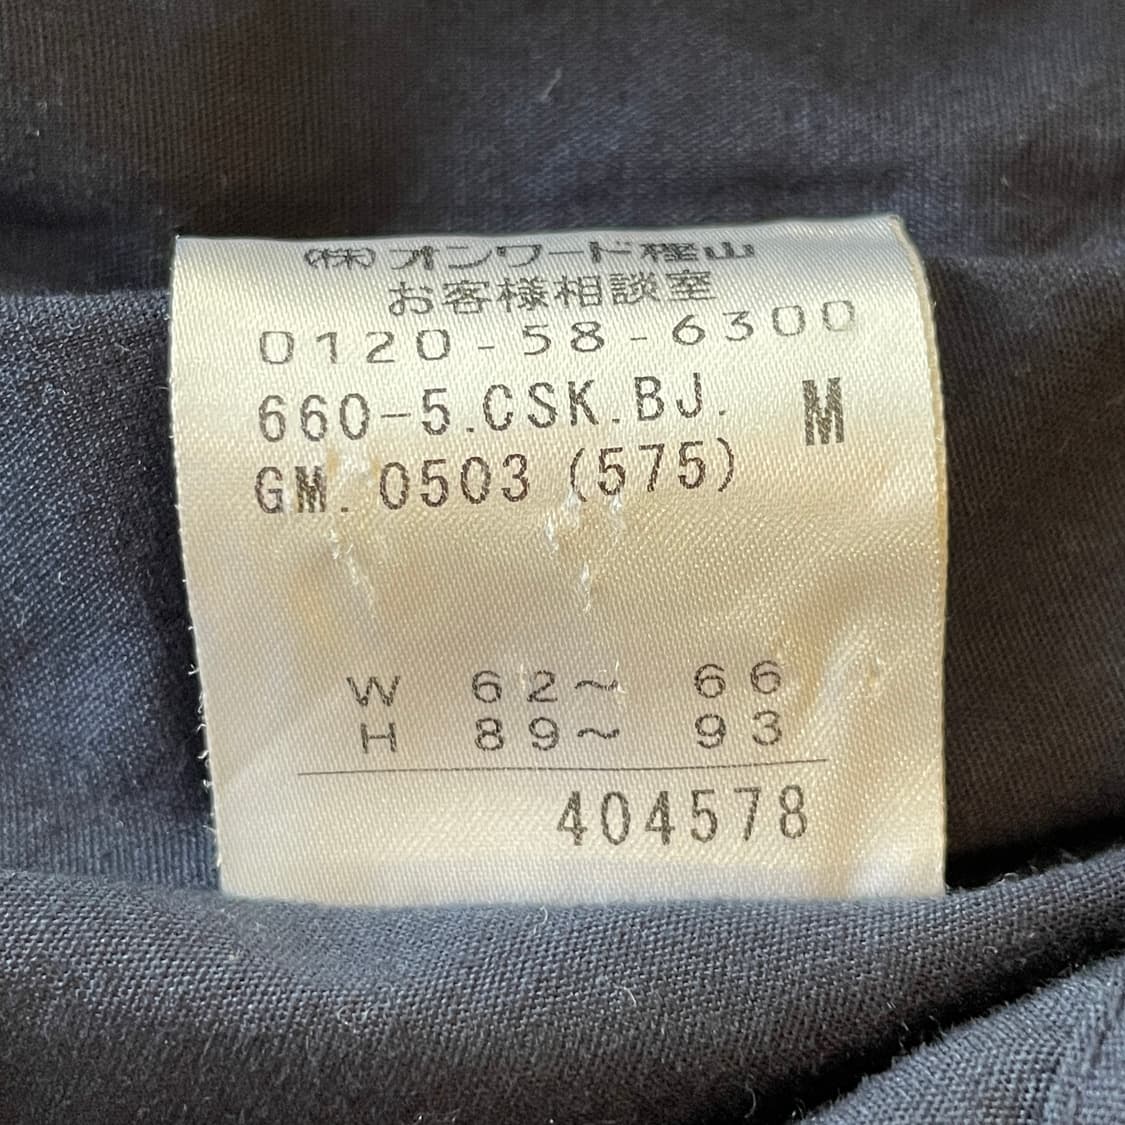 (株)オンワード樫山
お客様相談室
0120-58-6300
660-5.CSK.BJ. M
GM. 0503 (575)
W 62~ 66
H 89~ 93
404578